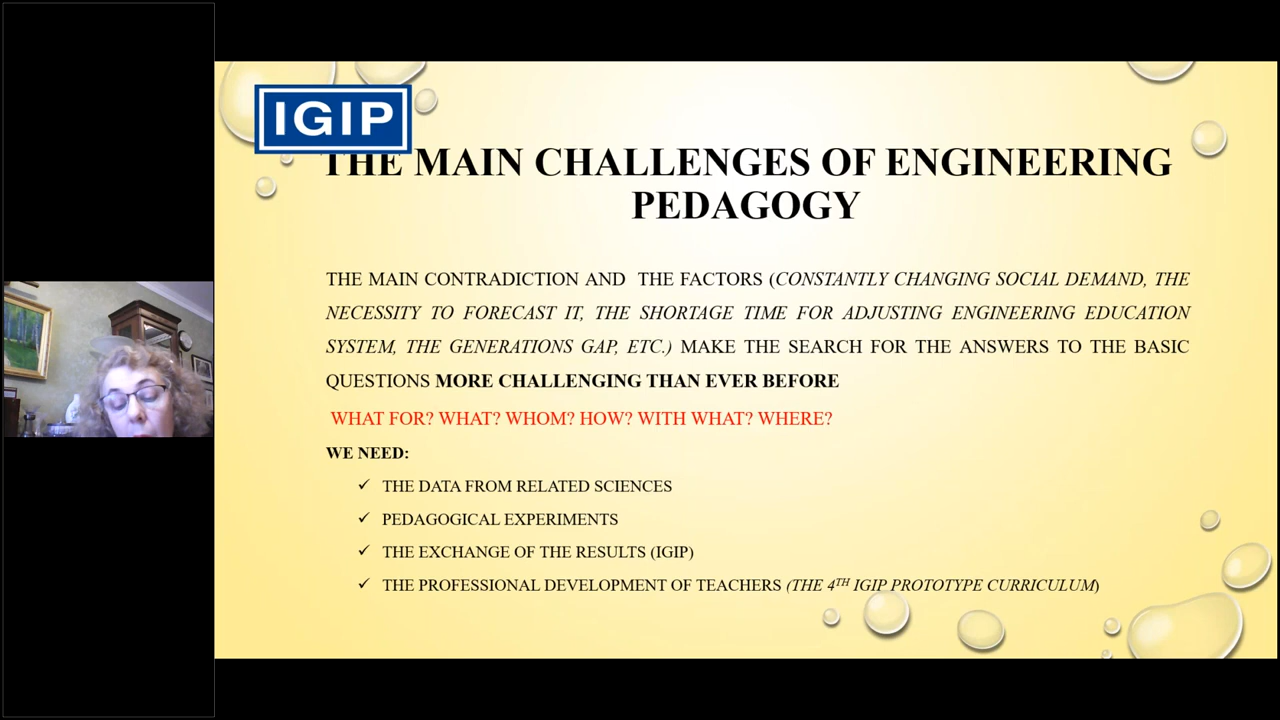 IGIP
THE MAIN CHALLENGES OF ENGINEERING
PEDAGOGY
THE MAIN CONTRADICTION AND THE FACTORS (CONSTANTLY CHANGING SOCIAL DEMAND, THE
NECESSITY TO FORECAST IT, THE SHORTAGE TIME FOR ADJUSTING ENGINEERING EDUCATION
SYSTEM, THE GENERATIONS GAP, ETC.) MAKE THE SEARCH FOR THE ANSWERS TO THE BASIC
QUESTIONS MORE CHALLENGING THAN EVER BEFORE
WHAT FOR? WHAT? WHOM? HOW? WITH WHAT? WHERE?
WE NEED:
✓ THE DATA FROM RELATED SCIENCES
✓ PEDAGOGICAL EXPERIMENTS
✓ THE EXCHANGE OF THE RESULTS (IGIP)
✓ THE PROFESSIONAL DEVELOPMENT OF TEACHERS (THE 4TH IGIP PROTOTYPE CURRICULUM)